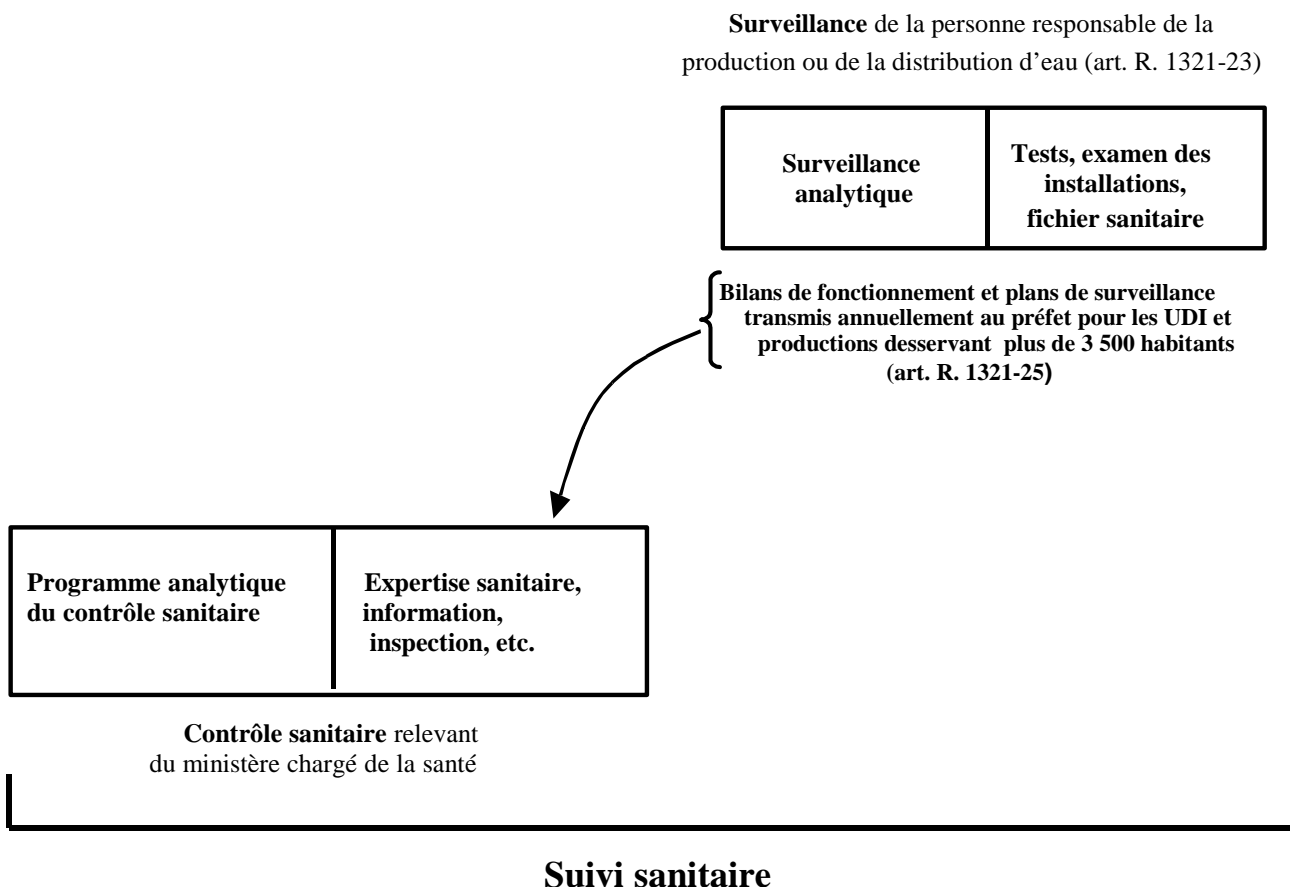 Surveillance de la personne responsable de la
production ou de la distribution d’eau (art. R. 1321-23)
Surveillance
analytique
Tests, examen des
installations,
fichier sanitaire
Bilans de fonctionnement et plans de surveillance
transmis annuellement au préfet pour les UDI et
productions desservant plus de 3 500 habitants
(art. R. 1321-25)
Programme analytique
du contrôle sanitaire
Expertise sanitaire,
information,
inspection, etc.
Contrôle sanitaire relevant
du ministère chargé de la santé
Suivi sanitaire